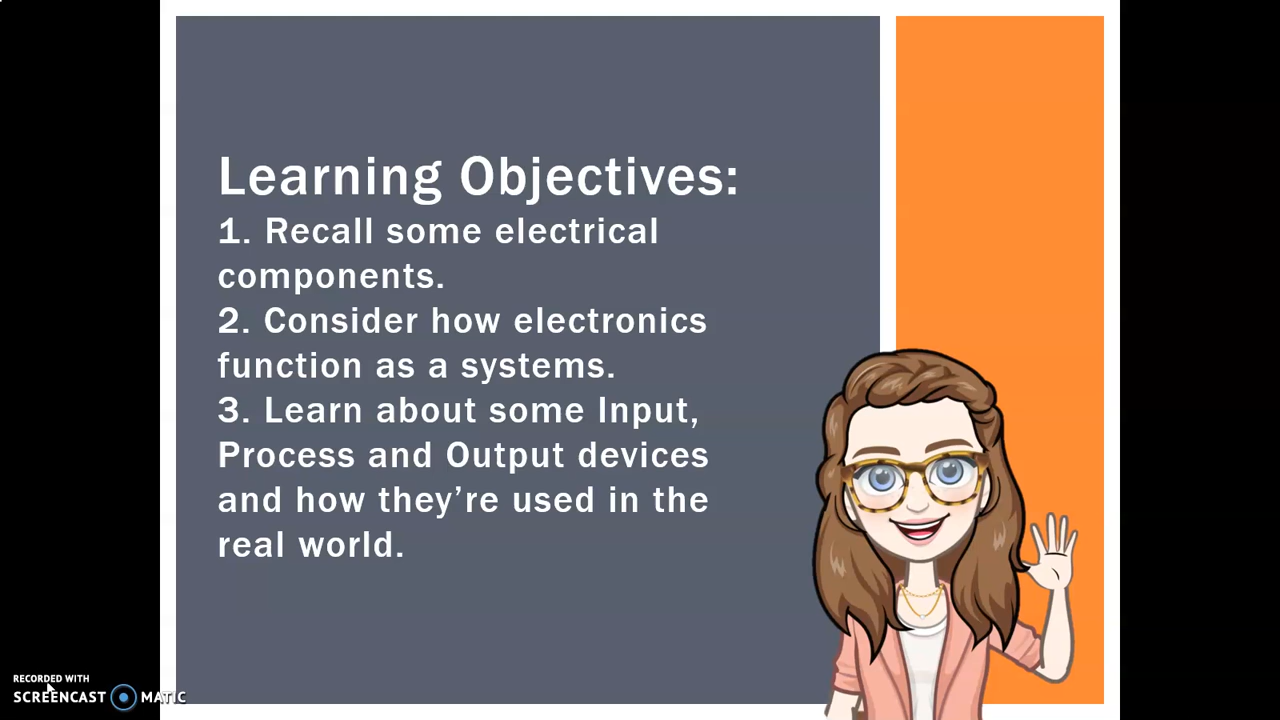 Learning Objectives:
1. Recall some electrical
components.
2. Consider how electronics
function as a systems.
3. Learn about some Input,
Process and Output devices
and how they’re used in the
real world.
RECORDED WITH
SCREENCAST MATIC